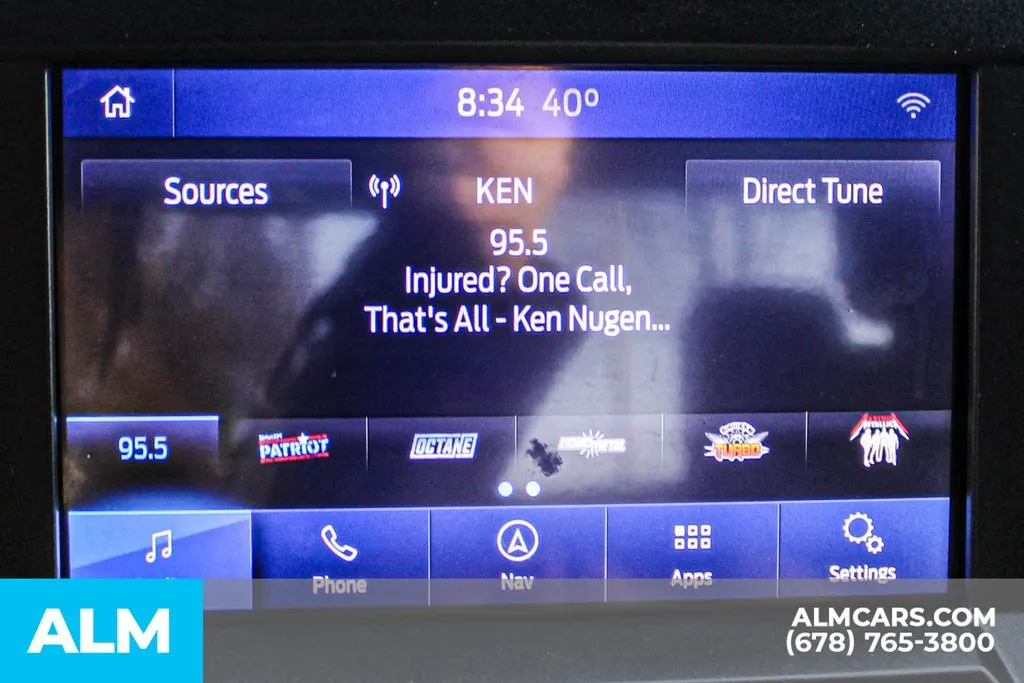 8:34 40°
Sources
KEN
Direct Tune
95.5
Injured? One Call,
That's All - Ken Nugen...
95.5
PATRIOT
OCTANE
TURBO
METALLICA
Phone
Nav
Apps
Settings
ALM
ALMCARS.COM
(678) 765-3800